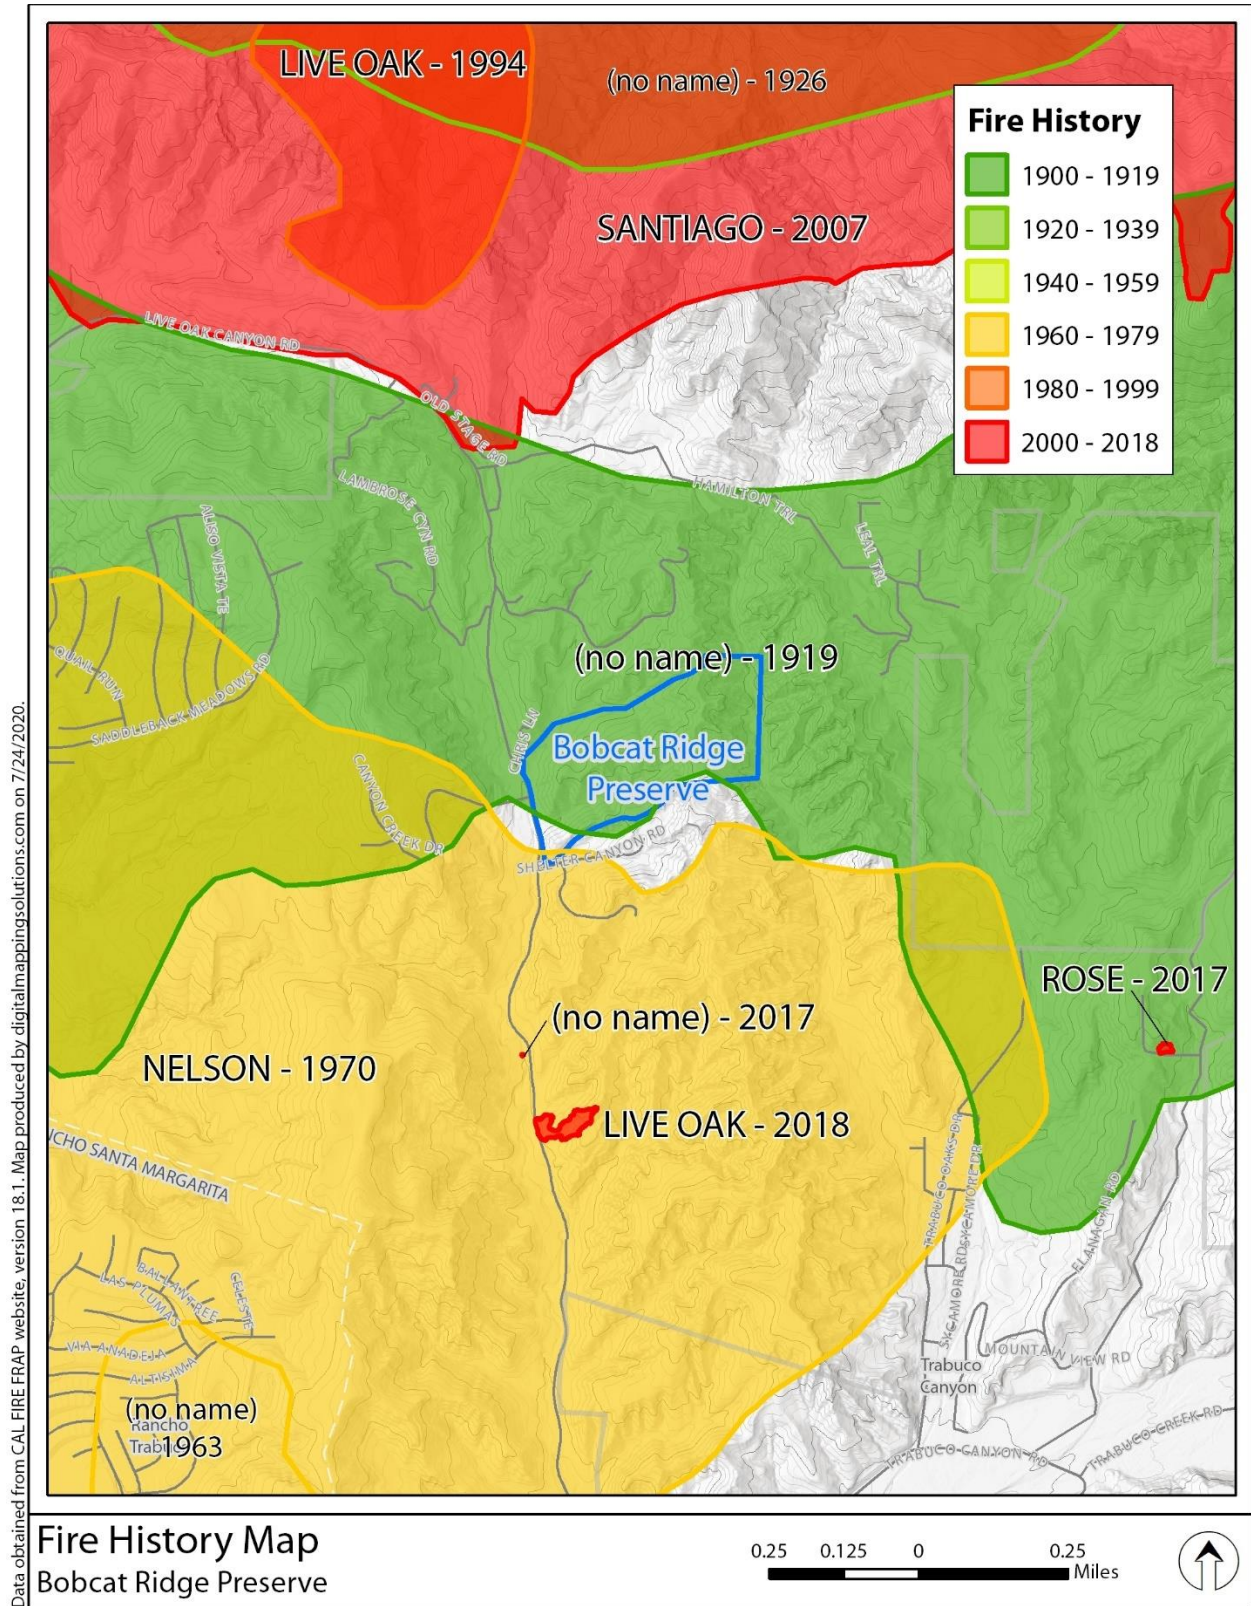 LIVE OAK - 1994
(no name) - 1926
Fire History
1900 - 1919
1920 - 1939
1940 - 1959
1960 - 1979
1980 - 1999
2000 - 2018
SANTIAGO - 2007
LIVE OAK CANYON RD
OLD STAGE RD
LAMBROSE CYN RD
HAMILTON TRL
LEAL TRL
ALISO VISTA TE
QUAIL RUN
SADDLEBACK MEADOWS RD
(no name) - 1919
CHRIS LN
Bobcat Ridge
Preserve
CANYON CREEK DR
SHELTER CANYON RD
ROSE - 2017
(no name) - 2017
NELSON - 1970
LIVE OAK - 2018
NCHO SANTA MARGARITA
TRABUCO OAKS DR
SYCAMORE DR
SYCAMORE RD
FLANAGAN RD
BALLANTREE
LAS PLUMAS
CELESTE
VIA ANADEJA
ALTISIMA
MOUNTAIN VIEW RD
Trabuco
Canyon
(no name)
1963
Rancho
Trabuco
TRABUCO CANYON RD
TRABUCO CREEK RD
Data obtained from CAL FIRE FRAP website, version 18.1. Map produced by digitalmappingsolutions.com on 7/24/2020.
Fire History Map
Bobcat Ridge Preserve
0.25 0.125 0 0.25
Miles